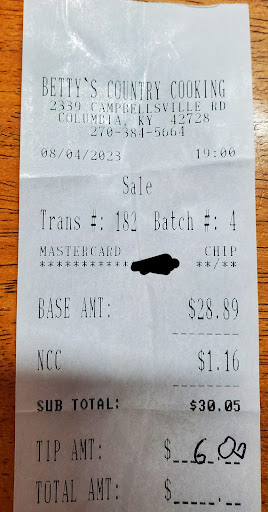 BETTY`S COUNTRY COOKING
2339 CAMPBELLSVILLE RD
COLUMBIA, KY 42728
270-384-5664
08/04/2023 19:00
Sale
Trans #: 182 Batch #: 4
MASTERCARD CHIP
*********** **/**
BASE AMT: $28.89
NCC $1.16
SUB TOTAL: $30.05
TIP AMT: $ 6.00
TOTAL AMT: $__.__